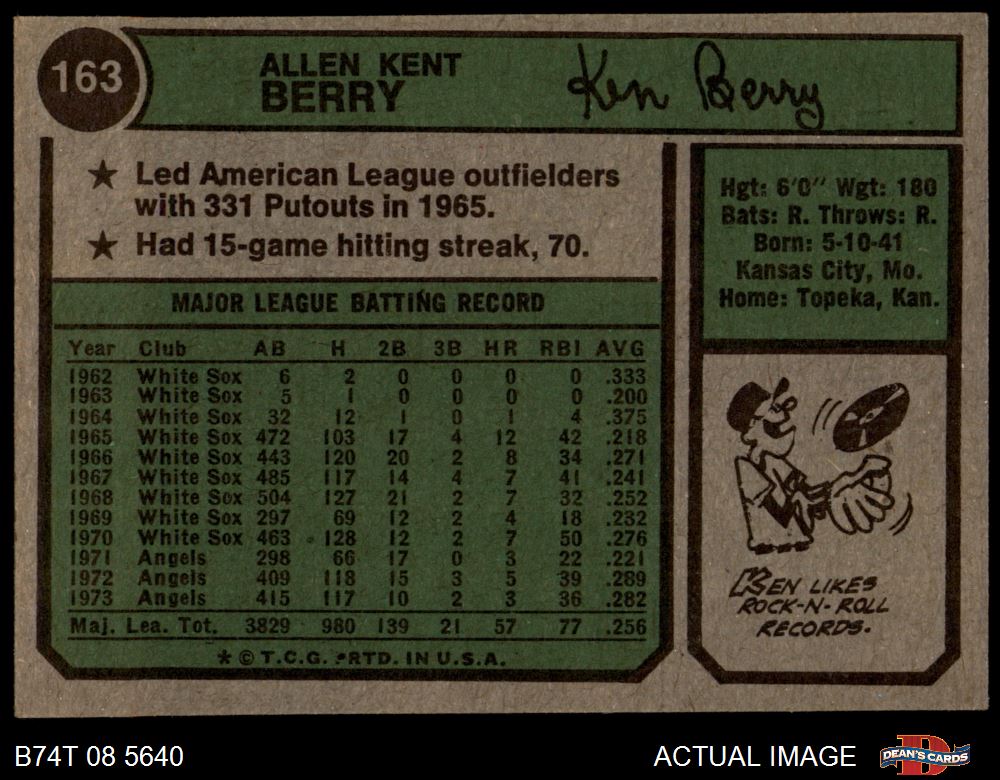 163
ALLEN KENT
BERRY
Ken Berry
★ Led American League outfielders
with 331 Putouts in 1965.
★ Had 15-game hitting streak, 70.
MAJOR LEAGUE BATTING RECORD
Year Club AB H 2B 3B HR RBI AVG
1962 White Sox 6 2 0 0 0 0 .333
1963 White Sox 5 1 0 0 0 0 .200
1964 White Sox 32 12 1 0 1 4 .375
1965 White Sox 472 103 17 4 12 42 .218
1966 White Sox 443 120 20 2 8 34 .271
1967 White Sox 485 117 14 4 7 41 .241
1968 White Sox 504 127 21 2 7 32 .252
1969 White Sox 297 69 12 2 4 18 .232
1970 White Sox 463 128 12 2 7 50 .276
1971 Angels 298 66 17 0 3 22 .221
1972 Angels 409 118 15 3 5 39 .289
1973 Angels 415 117 10 2 3 36 .282
Maj. Lea. Tot. 3829 980 139 21 57 77 .256
* © T.C.G. PRTD. IN U.S.A.
Hgt: 6'0" Wgt: 180
Bats: R. Throws: R.
Born: 5-10-41
Kansas City, Mo.
Home: Topeka, Kan.
KEN LIKES
ROCK-N-ROLL
RECORDS.
B74T 08 5640
ACTUAL IMAGE
DEAN'S CARDS